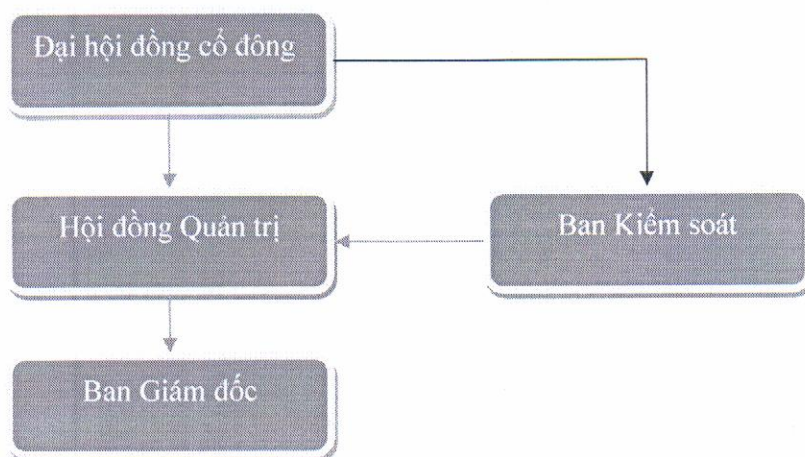 Đại hội đồng cổ đông
Hội đồng Quản trị
Ban Kiểm soát
Ban Giám đốc